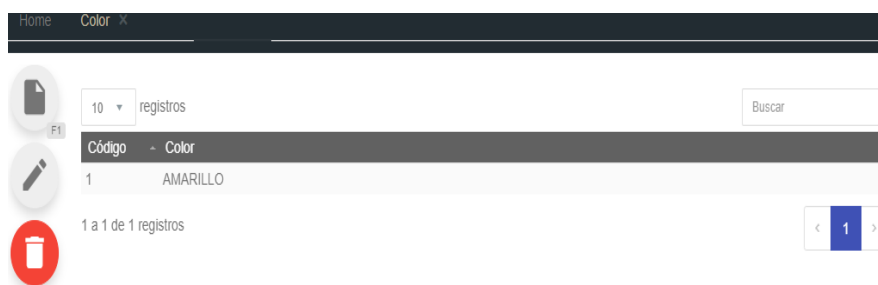 Home Color ×
10 registros Buscar
F1
Código Color
1 AMARILLO
1 a 1 de 1 registros ‹ 1 ›